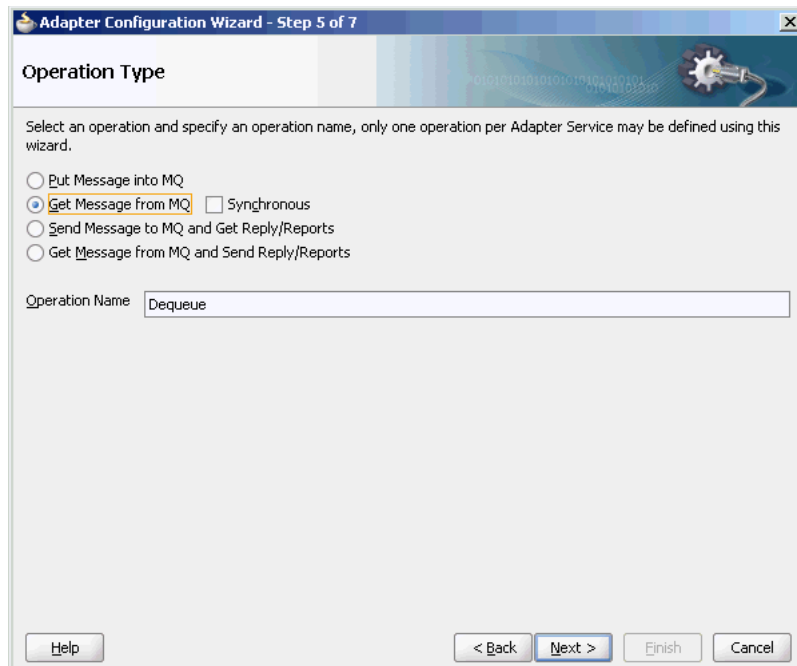 Adapter Configuration Wizard - Step 5 of 7
Operation Type
Select an operation and specify an operation name, only one operation per Adapter Service may be defined using this
wizard.
Put Message into MQ
Get Message from MQ Synchronous
Send Message to MQ and Get Reply/Reports
Get Message from MQ and Send Reply/Reports
Operation Name Dequeue
Help < Back Next > Finish Cancel